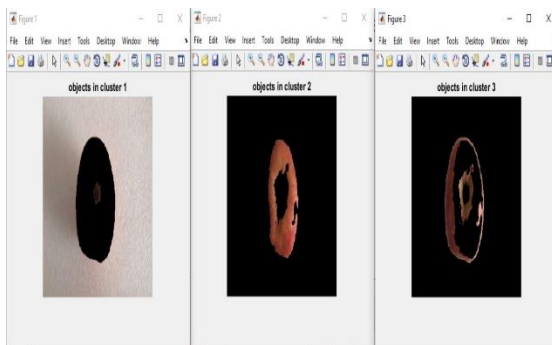 Figure 1
File Edit View Insert Tools Desktop Window Help
objects in cluster 1
Figure 2
File Edit View Insert Tools Desktop Window Help
objects in cluster 2
Figure 3
File Edit View Insert Tools Desktop Window Help
objects in cluster 3